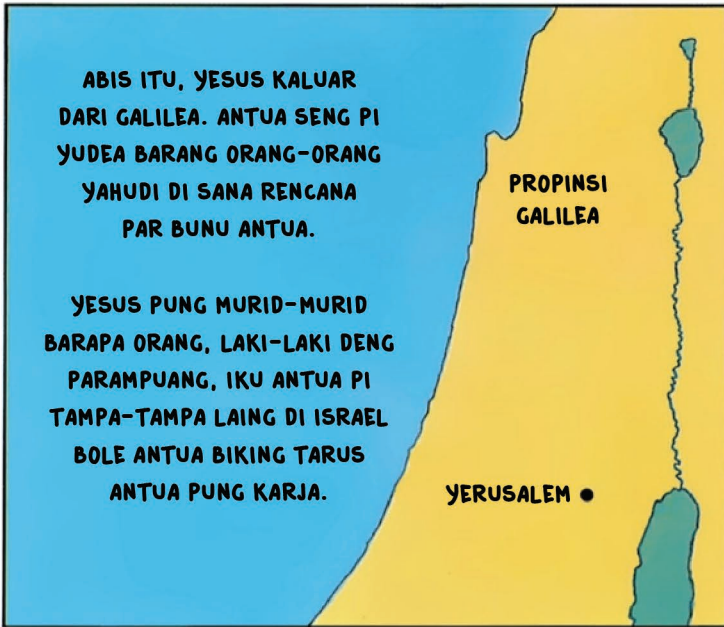 ABIS ITU, YESUS KALUAR
DARI GALILEA. ANTUA SENG PI
YUDEA BARANG ORANG-ORANG
YAHUDI DI SANA RENCANA
PAR BUNU ANTUA.
YESUS PUNG MURID-MURID
BARAPA ORANG, LAKI-LAKI DENG
PARAMPUANG, IKU ANTUA PI
TAMPA-TAMPA LAING DI ISRAEL
BOLE ANTUA BIKING TARUS
ANTUA PUNG KARJA.
PROPINSI
GALILEA
YERUSALEM